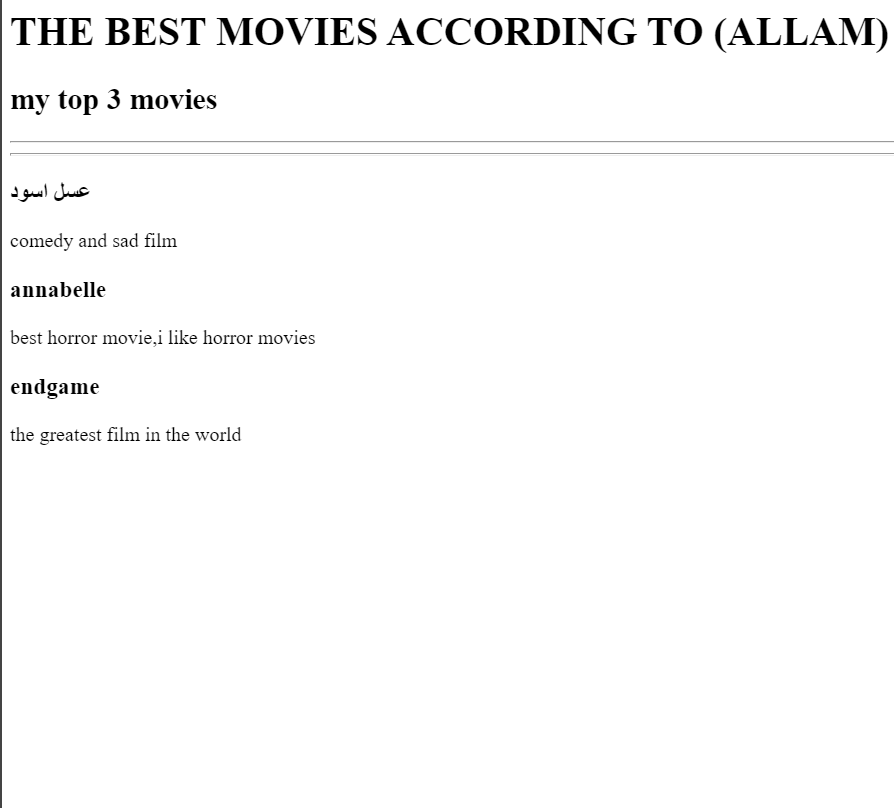 THE BEST MOVIES ACCORDING TO (ALLAM)
my top 3 movies
عسل اسود
comedy and sad film
annabelle
best horror movie,i like horror movies
endgame
the greatest film in the world